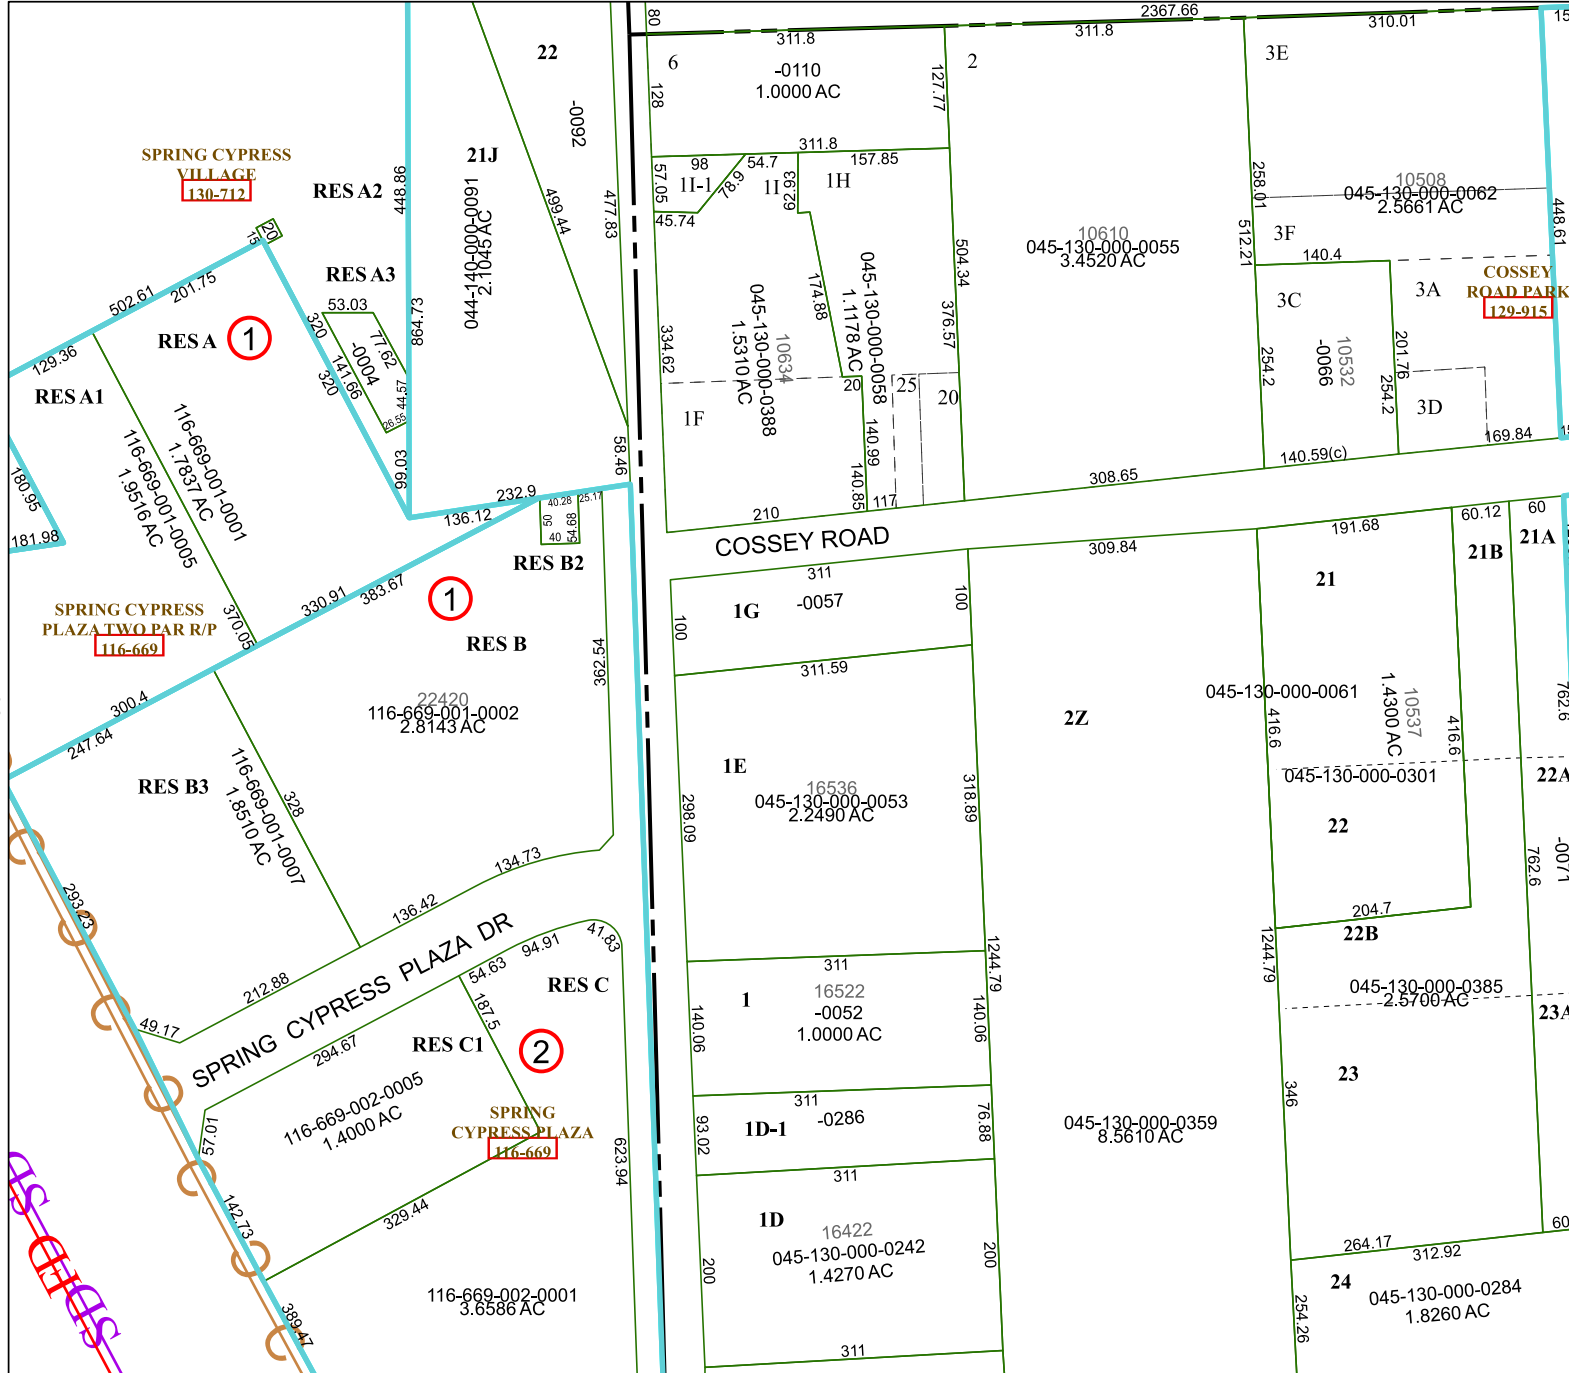 80
2367.66
310.01
15
311.8
311.8
22
6
-0110
1.0000 AC
2
3E
128
127.77
-0092
311.8
SPRING CYPRESS
VILLAGE
130-712
RES A2
448.86
21J
044-140-000-0091
2.1045 AC
499.44
477.83
57.05
98
54.7
157.85
1I-1
78.9
1I
62.93
1H
45.74
258.01
10508
045-130-000-0062
2.5661 AC
448.61
512.21
3F
140.4
10610
045-130-000-0055
3.4520 AC
504.34
20
15
502.61
201.75
RES A3
53.03
864.73
320
77.62
-0004
141.66
320
44.57
26.55
RES A
1
129.36
RES A1
174.88
045-130-000-0058
1.1178 AC
045-130-000-0388
1.5310 AC
10634
334.62
376.57
3C
3A
COSSEY
ROAD PARK
129-915
10532
-0066
201.76
254.2
254.2
20
25
20
1F
3D
116-669-001-0001
1.7837 AC
116-669-001-0005
1.9516 AC
180.95
181.98
99.03
58.46
140.99
140.85
117
210
308.65
140.59(c)
169.84
15
232.9
136.12
40.28
25.17
50
54.68
40
RES B2
COSSEY ROAD
309.84
191.68
60.12
60
21B
21A
311
100
1G
-0057
100
21
SPRING CYPRESS
PLAZA TWO PAR R/P
116-669
370.05
330.91
383.67
1
RES B
362.54
311.59
22420
116-669-001-0002
2.8143 AC
300.4
247.64
RES B3
116-669-001-0007
1.8510 AC
328
2Z
045-130-000-0061
1.4300 AC
10537
416.6
416.6
762.6
045-130-000-0301
22A
1E
16536
045-130-000-0053
2.2490 AC
298.09
318.89
22
762.6
-0071
134.73
136.42
293.23
204.7
22B
SPRING CYPRESS PLAZA DR
212.88
49.17
94.91
41.83
54.63
187.5
RES C
RES C1
2
294.67
311
1244.79
1244.79
1
16522
-0052
1.0000 AC
140.06
140.06
045-130-000-0385
2.5700 AC
23A
23
346
116-669-002-0005
1.4000 AC
57.01
SPRING
CYPRESS PLAZA
116-669
623.94
311
93.02
1D-1
-0286
76.88
045-130-000-0359
8.5610 AC
311
142.73
329.44
1D
16422
045-130-000-0242
1.4270 AC
200
200
264.17
312.92
60
24
045-130-000-0284
1.8260 AC
254.26
116-669-002-0001
3.6586 AC
389.47
311